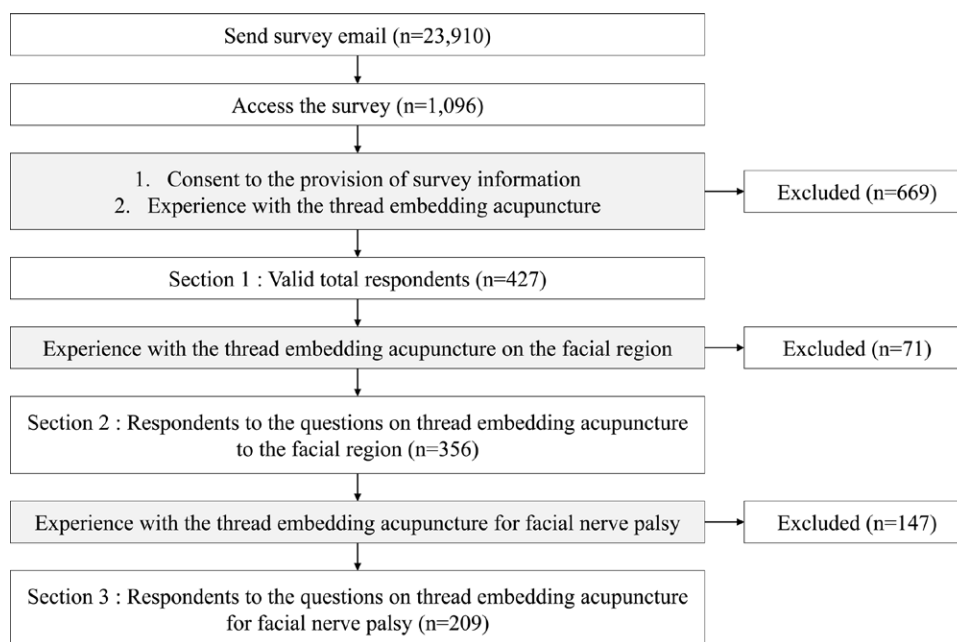 Send survey email (n=23,910)
Access the survey (n=1,096)
1. Consent to the provision of survey information
2. Experience with the thread embedding acupuncture
Excluded (n=669)
Section 1 : Valid total respondents (n=427)
Experience with the thread embedding acupuncture on the facial region
Excluded (n=71)
Section 2 : Respondents to the questions on thread embedding acupuncture
to the facial region (n=356)
Experience with the thread embedding acupuncture for facial nerve palsy
Excluded (n=147)
Section 3 : Respondents to the questions on thread embedding acupuncture
for facial nerve palsy (n=209)